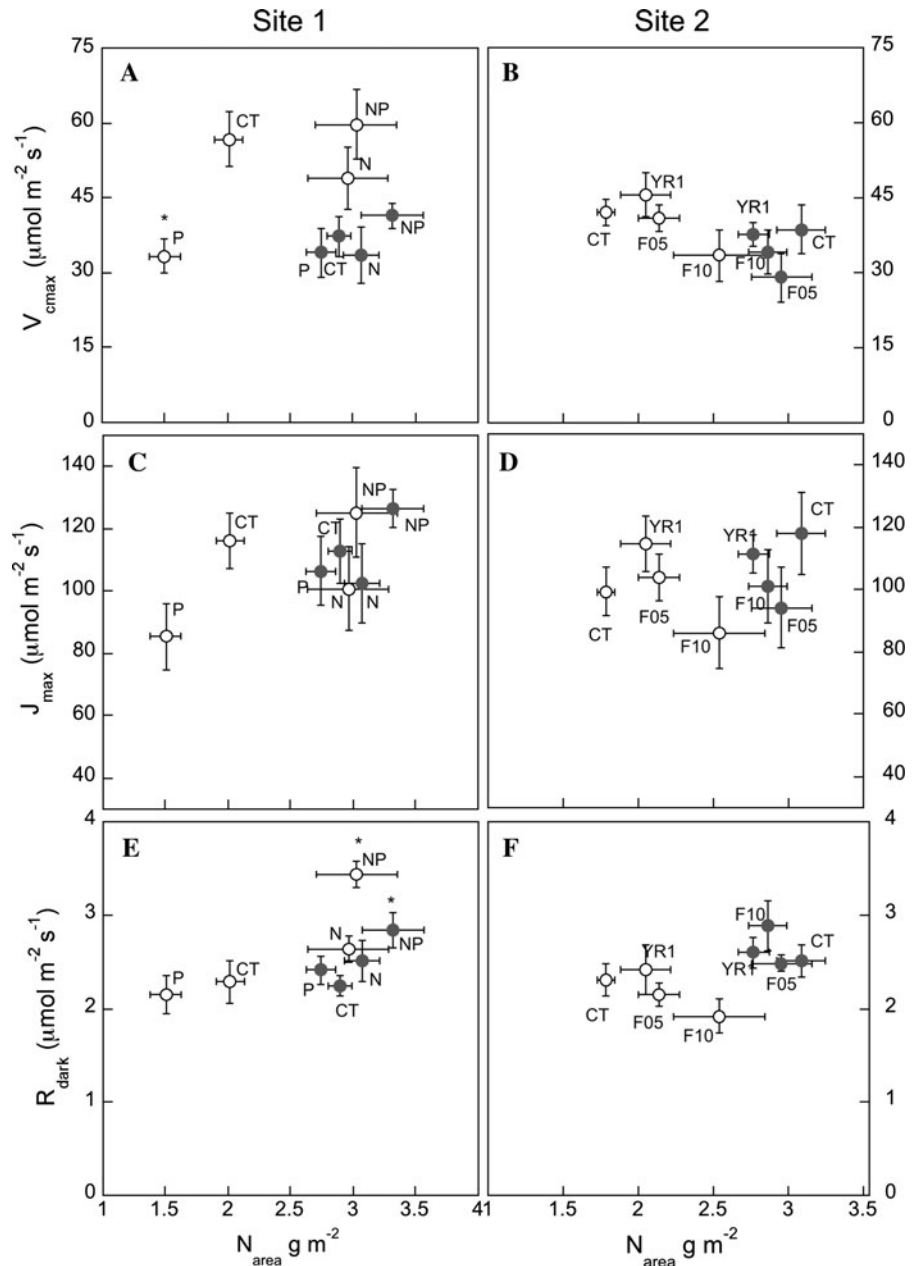 Site 1 Site 2
A
B
75
60
45
30
15
0
V cmax (μmol m⁻² s⁻¹)
* P
CT
NP
N
P CT N NP
CT YR1 F05 F10
YR1 F10 F05 CT
75
60
45
30
15
0
C
D
140
120
100
80
60
40
J max (μmol m⁻² s⁻¹)
P
CT
NP
N
P CT N NP
CT YR1 F05 F10
YR1 F10 F05 CT
140
120
100
80
60
40
E
F
4
3
2
1
0
R dark (μmol m⁻² s⁻¹)
P
CT
* NP
N
P CT N * NP
CT YR1 F05 F10
F10 YR1 F05 CT
4
3
2
1
0
1 1.5 2 2.5 3 3.5 4
1 1.5 2 2.5 3 3.5
N area g m⁻² N area g m⁻²